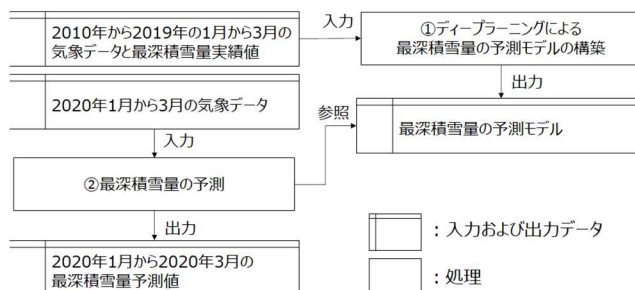 2010年から2019年の1月から3月の
気象データと最深積雪量実績値
入力
①ディープラーニングによる
最深積雪量の予測モデルの構築
出力
2020年1月から3月の気象データ
参照
最深積雪量の予測モデル
入力
②最深積雪量の予測
出力
2020年1月から2020年3月の
最深積雪量予測値
：入力および出力データ
：処理